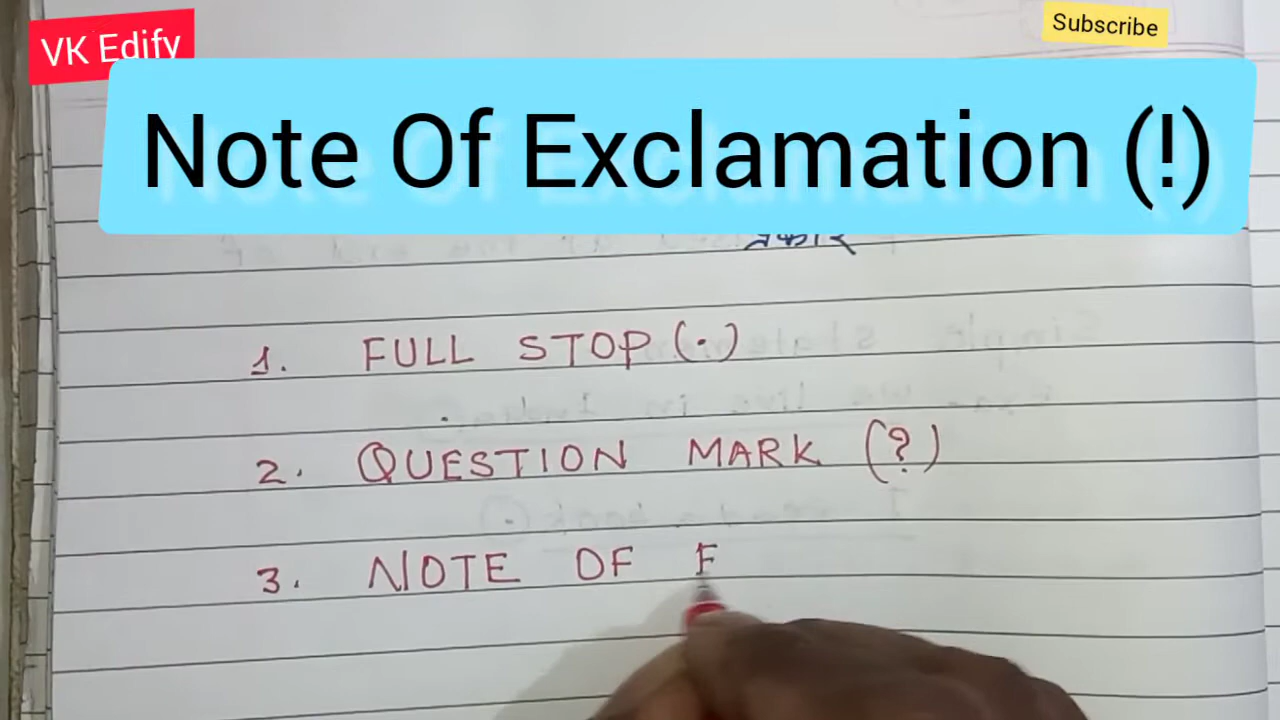 VK Edify
Subscribe
Note Of Exclamation (!)
1. FULL STOP (.)
2. QUESTION MARK (?)
3. NOTE OF E